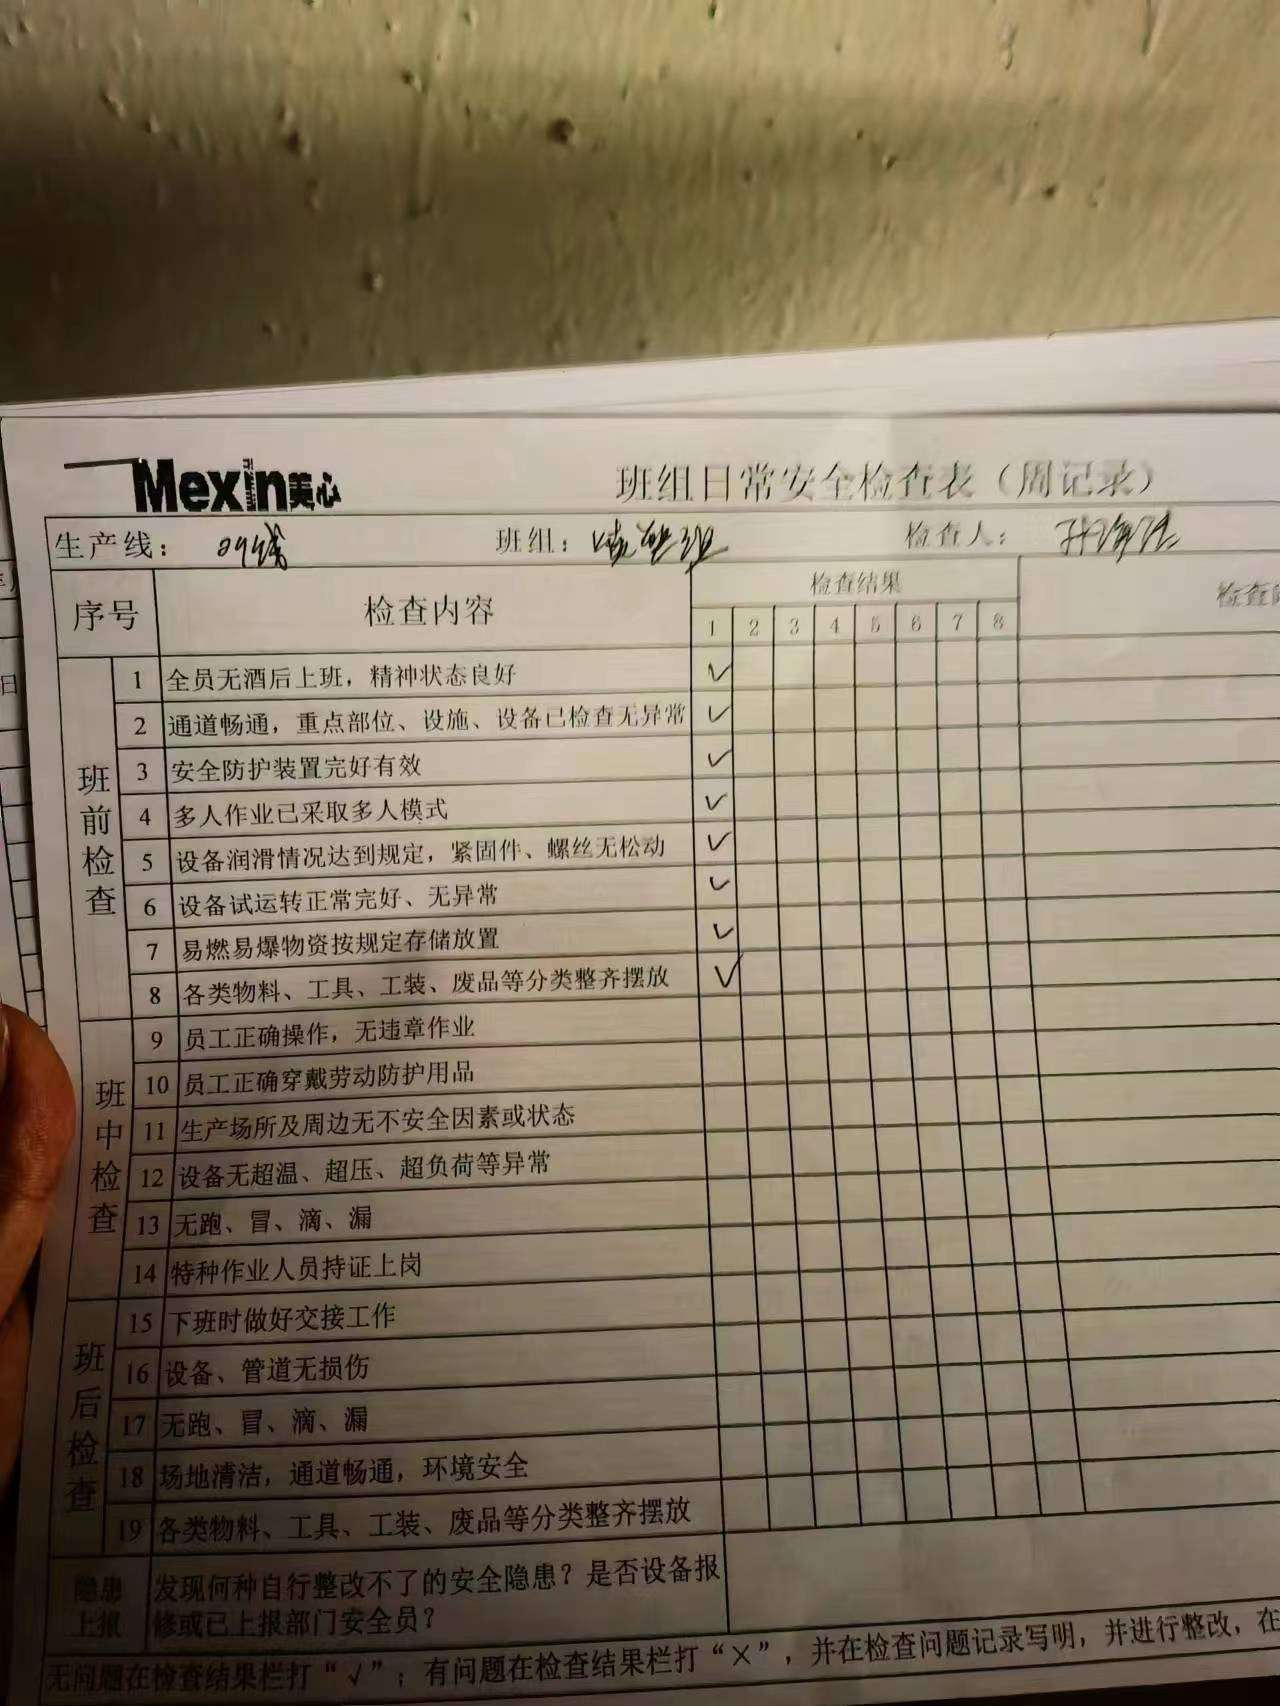 Mexin美心
班组日常安全检查表（周记录）
生产线： 班组： 检查人：
序号 检查内容 检查结果 检查
1 2 3 4 5 6 7 8
班前检查
1 全员无酒后上班，精神状态良好 ✓
2 通道畅通，重点部位、设施、设备已检查无异常 ✓
3 安全防护装置完好有效 ✓
4 多人作业已采取多人模式 ✓
5 设备润滑情况达到规定，紧固件、螺丝无松动 ✓
6 设备试运转正常完好、无异常 ✓
7 易燃易爆物资按规定存储放置 ✓
8 各类物料、工具、工装、废品等分类整齐摆放 ✓
班中检查
9 员工正确操作，无违章作业
10 员工正确穿戴劳动防护用品
11 生产场所及周边无不安全因素或状态
12 设备无超温、超压、超负荷等异常
13 无跑、冒、滴、漏
14 特种作业人员持证上岗
班后检查
15 下班时做好交接工作
16 设备、管道无损伤
17 无跑、冒、滴、漏
18 场地清洁，通道畅通，环境安全
19 各类物料、工具、工装、废品等分类整齐摆放
隐患上报
发现何种自行整改不了的安全隐患？是否设备报
修或已上报部门安全员？
无问题在检查结果栏打“√”；有问题在检查结果栏打“×”，并在检查问题记录写明，并进行整改，在